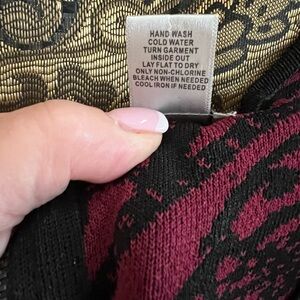 HAND WASH
COLD WATER
TURN GARMENT
INSIDE OUT
LAY FLAT TO DRY
ONLY NON-CHLORINE
BLEACH WHEN NEEDED
COOL IRON IF NEEDED